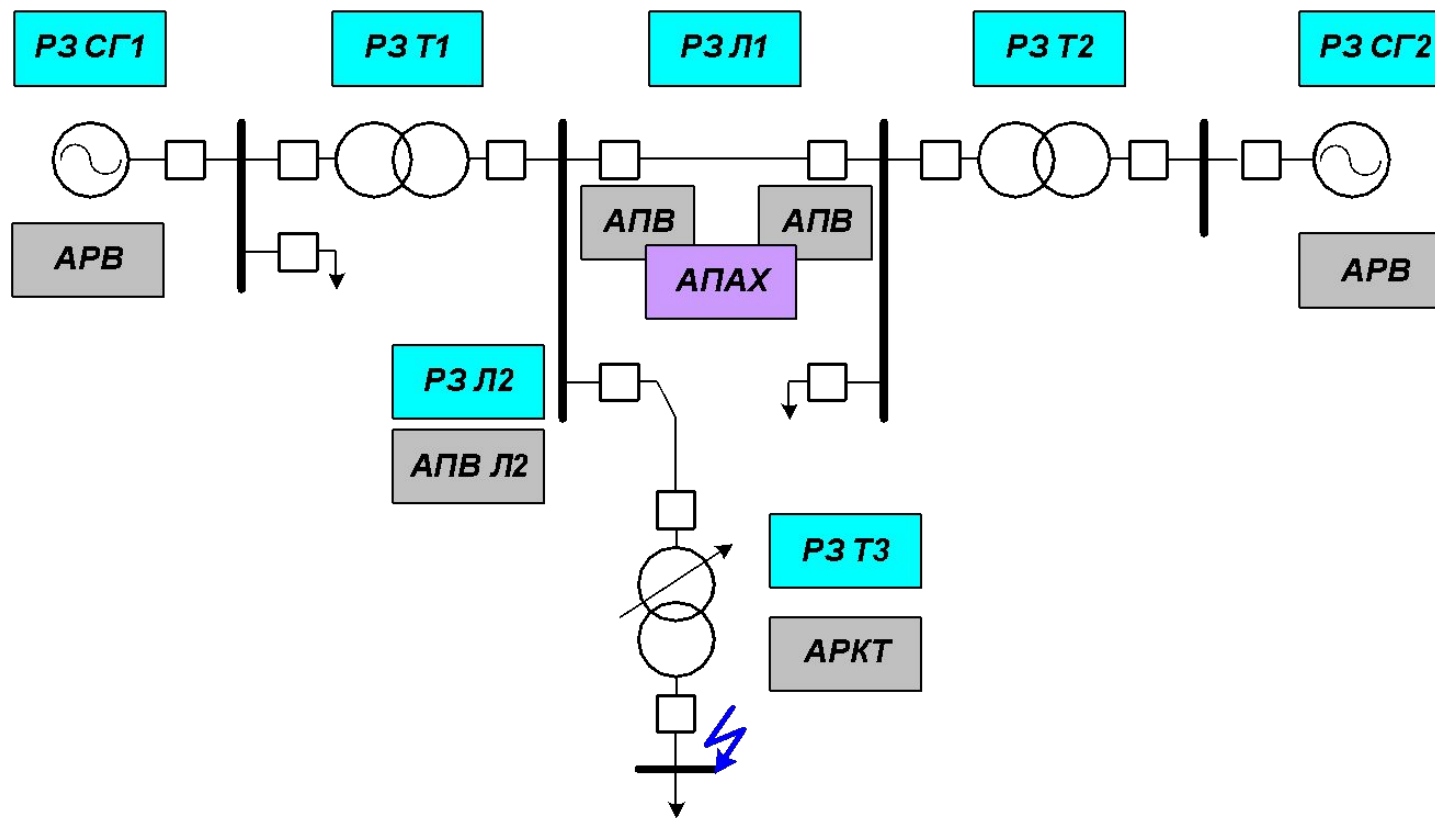 РЗ СГ1
РЗ Т1
РЗ Л1
РЗ Т2
РЗ СГ2
АПВ
АПВ
АРВ
АПАХ
АРВ
РЗ Л2
АПВ Л2
РЗ Т3
АРКТ